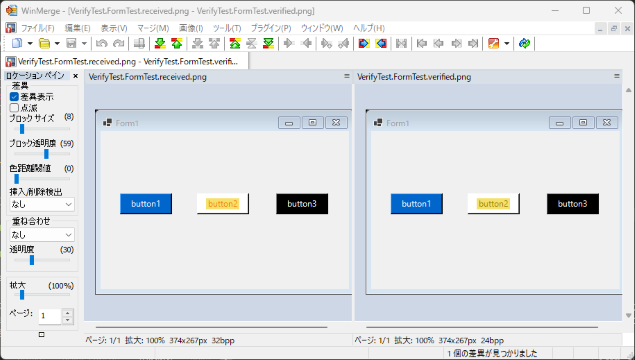 WinMerge - [VerifyTest.FormTest.received.png - VerifyTest.FormTest.verified.png]
ファイル(F) 編集(E) 表示(V) マージ(M) 画像(I) ツール(T) プラグイン(P) ウィンドウ(W) ヘルプ(H)
VerifyTest.FormTest.received.png - VerifyTest.FormTest.verifi...
ロケーション ペイン
差異
差異表示
点滅
ブロック サイズ (8)
ブロック透明度 (59)
色距離閾値 (0)
挿入/削除検出
なし
重ね合わせ
なし
透明度 (30)
拡大 (100%)
ページ: 1
VerifyTest.FormTest.received.png
Form1
button1
button2
button3
ページ: 1/1 拡大: 100% 374x267px 32bpp
VerifyTest.FormTest.verified.png
Form1
button1
button2
button3
ページ: 1/1 拡大: 100% 374x267px 24bpp
1 個の差異が見つかりました